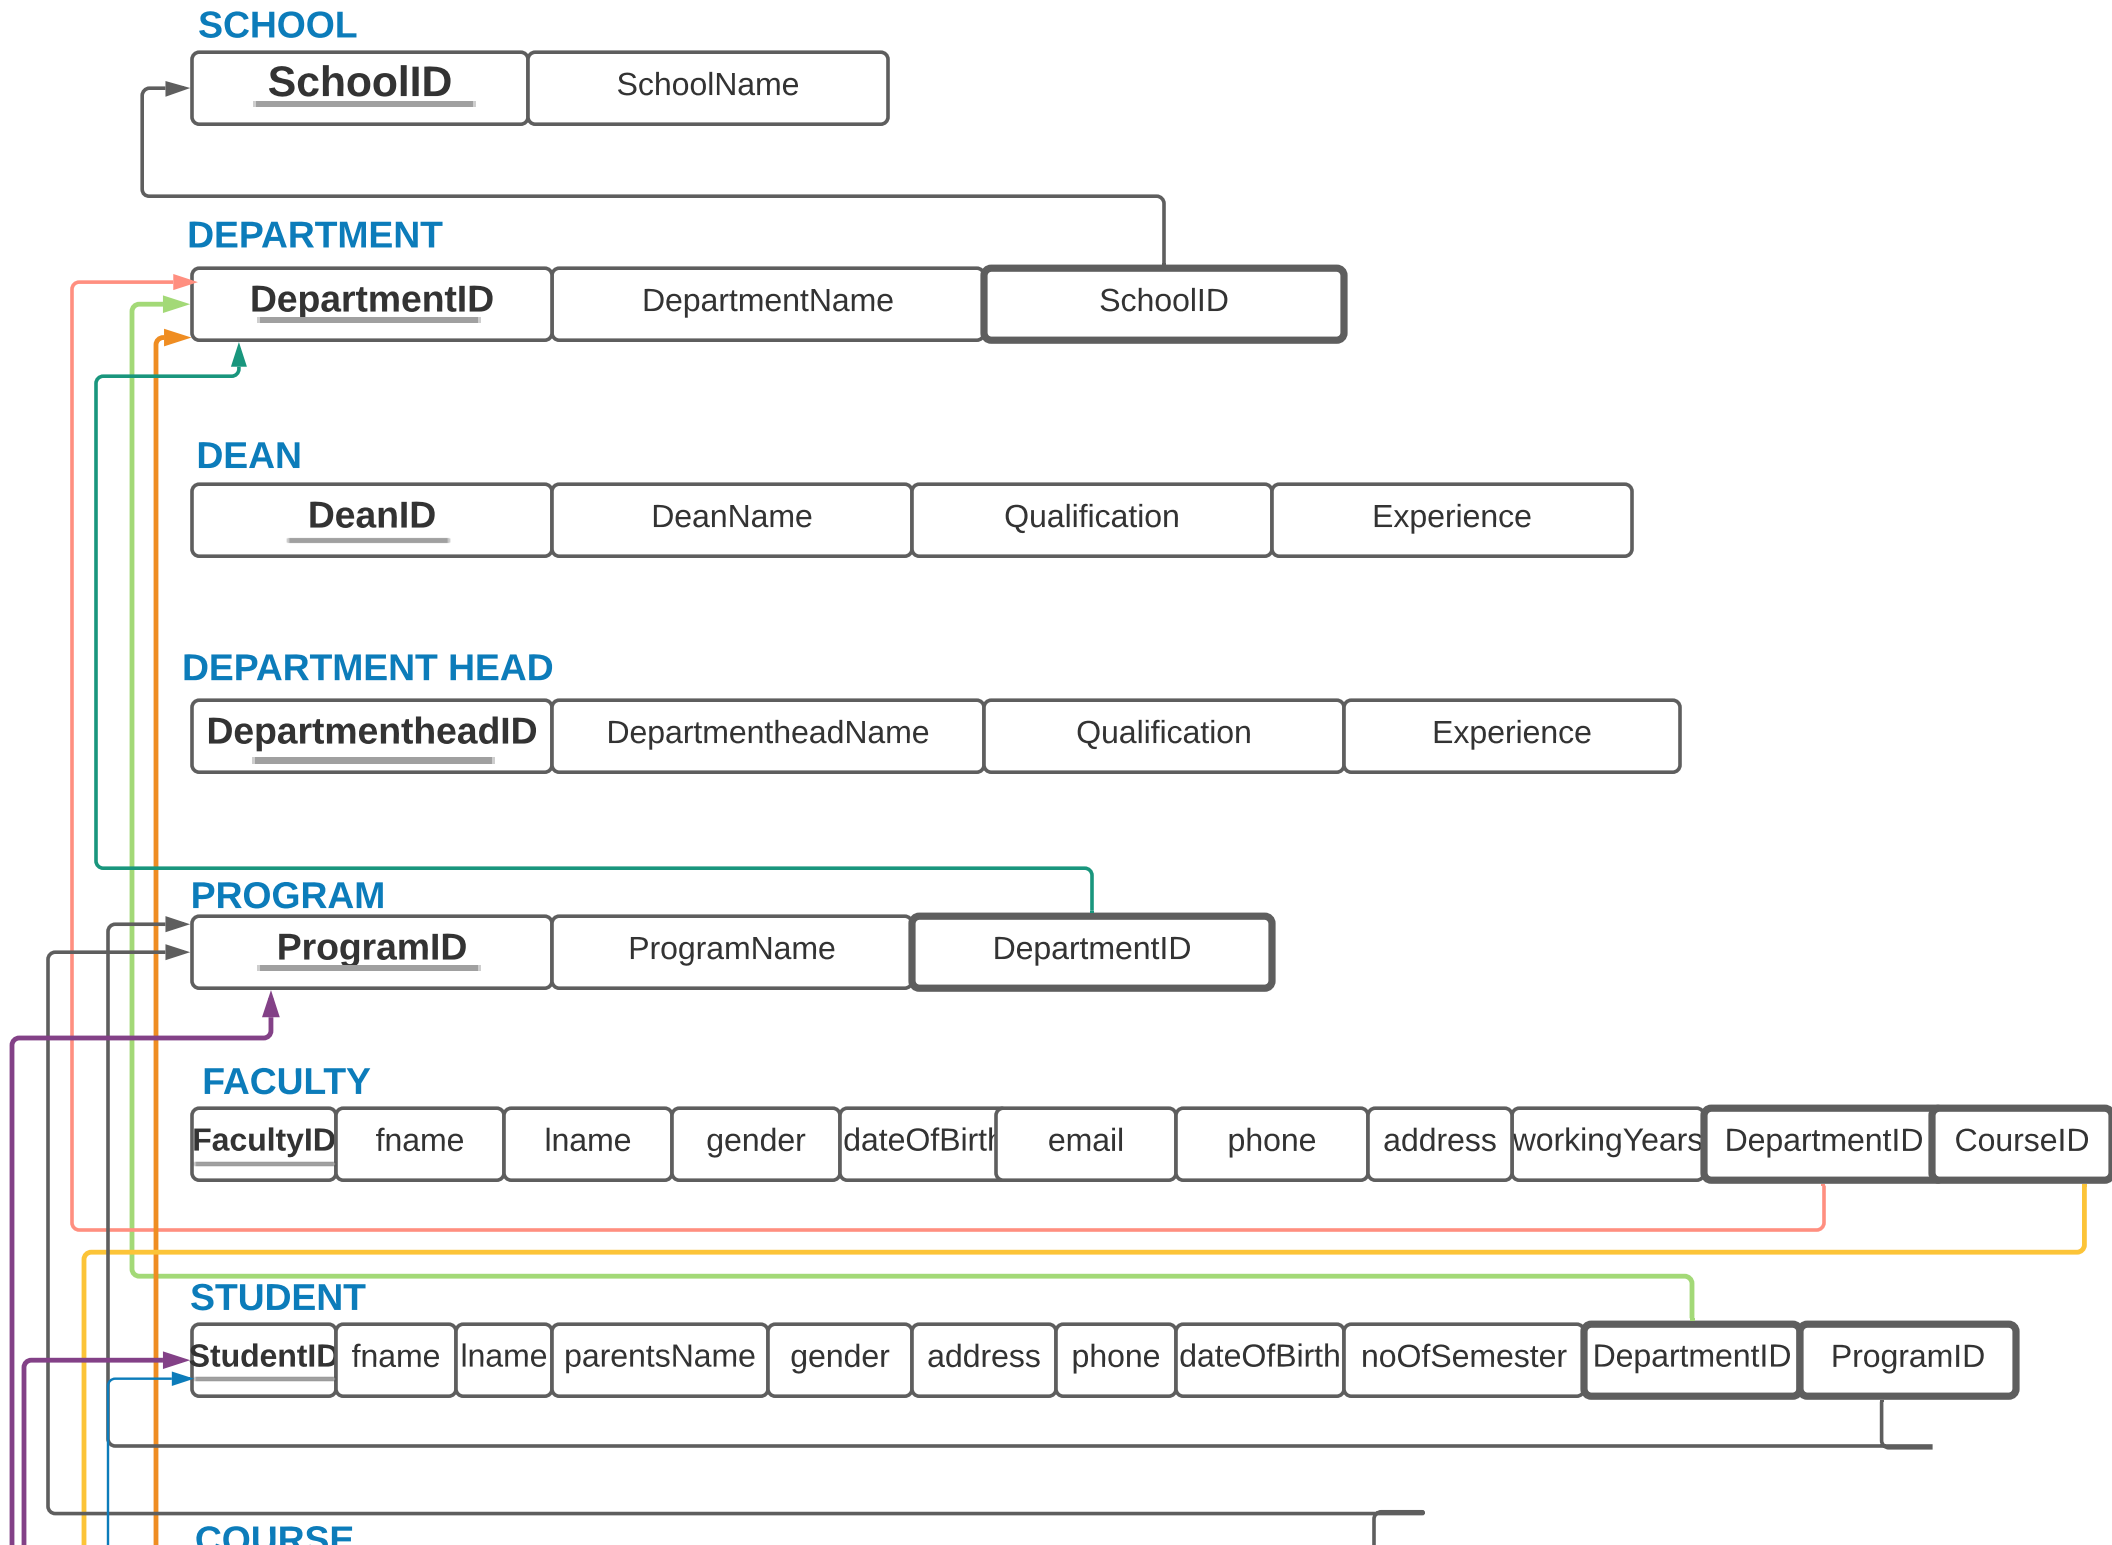 SCHOOL
SchoolID SchoolName
DEPARTMENT
DepartmentID DepartmentName SchoolID
DEAN
DeanID DeanName Qualification Experience
DEPARTMENT HEAD
DepartmentheadID DepartmentheadName Qualification Experience
PROGRAM
ProgramID ProgramName DepartmentID
FACULTY
FacultyID fname lname gender dateOfBirth email phone address workingYears DepartmentID CourseID
STUDENT
StudentID fname lname parentsName gender address phone dateOfBirth noOfSemester DepartmentID ProgramID
COURSE